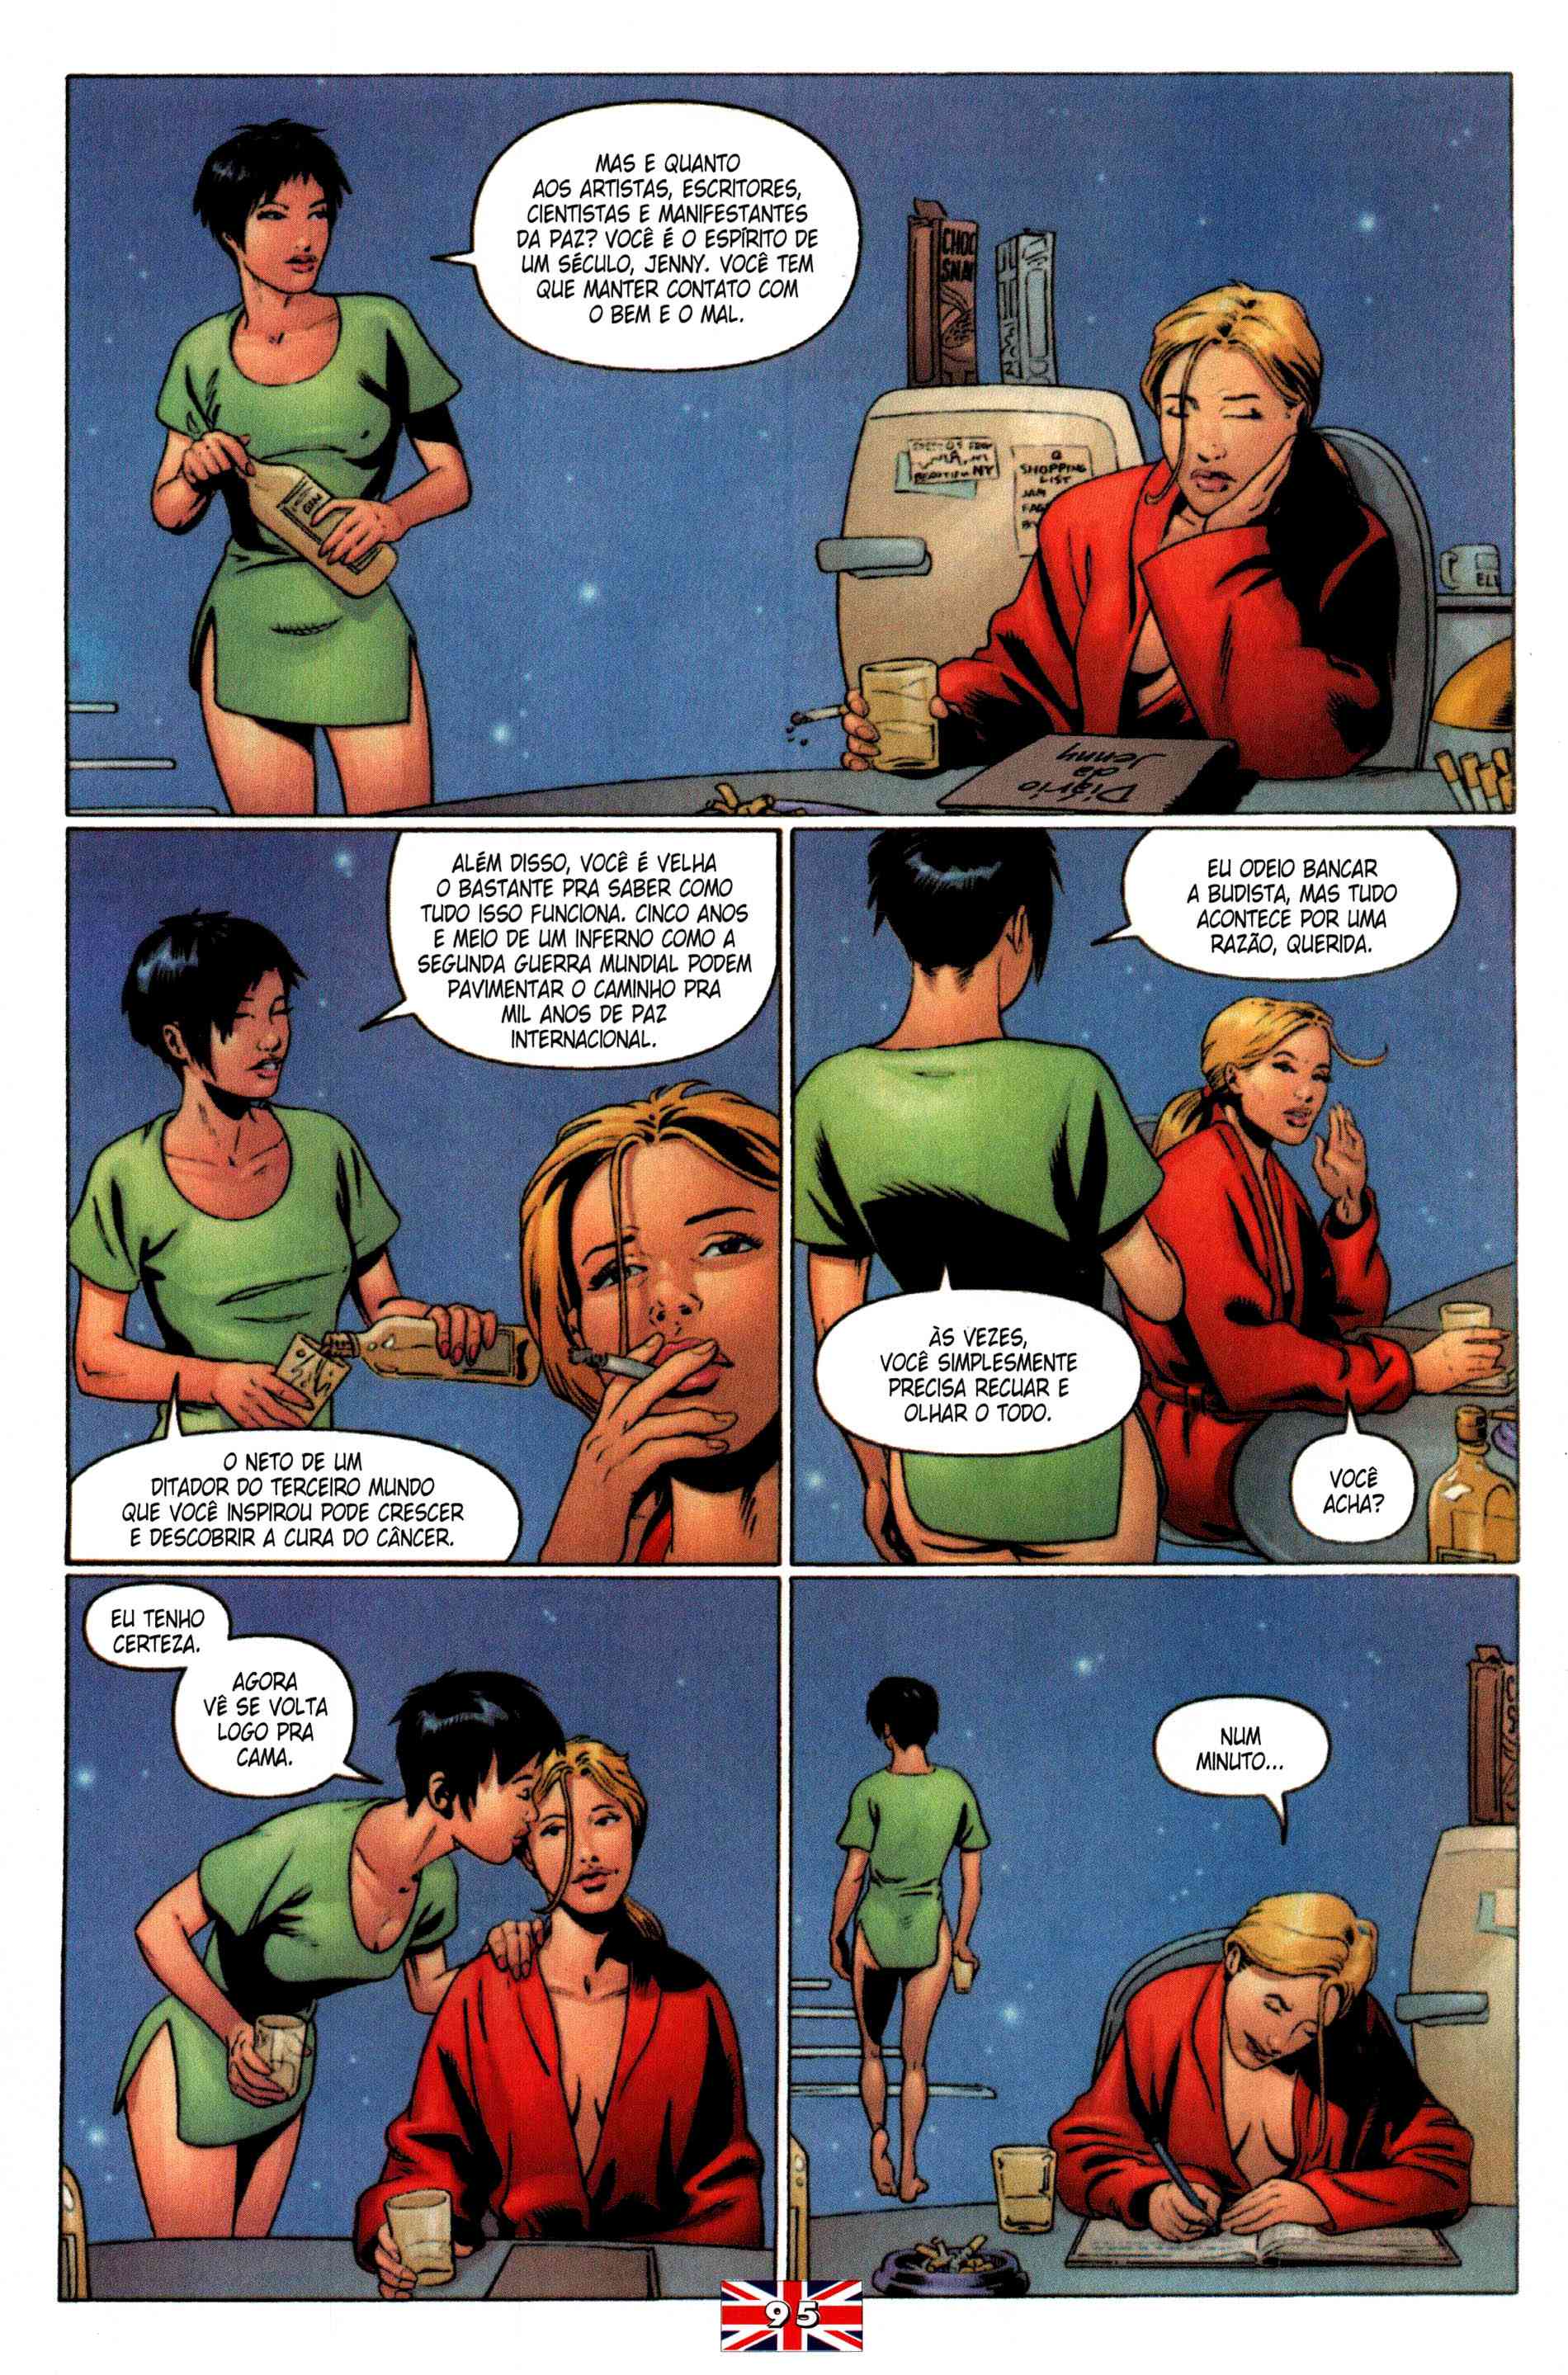 MAS E QUANTO
AOS ARTISTAS, ESCRITORES,
CIENTISTAS E MANIFESTANTES
DA PAZ? VOCÊ É O ESPÍRITO DE
UM SÉCULO, JENNY. VOCÊ TEM
QUE MANTER CONTATO COM
O BEM E O MAL.
GIN
NY
SHOPPING
LIST
JAM
Diário
da
Jenny
ALÉM DISSO, VOCÊ É VELHA
O BASTANTE PRA SABER COMO
TUDO ISSO FUNCIONA. CINCO ANOS
E MEIO DE UM INFERNO COMO A
SEGUNDA GUERRA MUNDIAL PODEM
PAVIMENTAR O CAMINHO PRA
MIL ANOS DE PAZ
INTERNACIONAL.
O NETO DE UM
DITADOR DO TERCEIRO MUNDO
QUE VOCÊ INSPIROU PODE CRESCER
E DESCOBRIR A CURA DO CÂNCER.
EU ODEIO BANCAR
A BUDISTA, MAS TUDO
ACONTECE POR UMA
RAZÃO, QUERIDA.
ÀS VEZES,
VOCÊ SIMPLESMENTE
PRECISA RECUAR E
OLHAR O TODO.
VOCÊ
ACHA?
EU TENHO
CERTEZA.
AGORA
VÊ SE VOLTA
LOGO PRA
CAMA.
NUM
MINUTO...
95